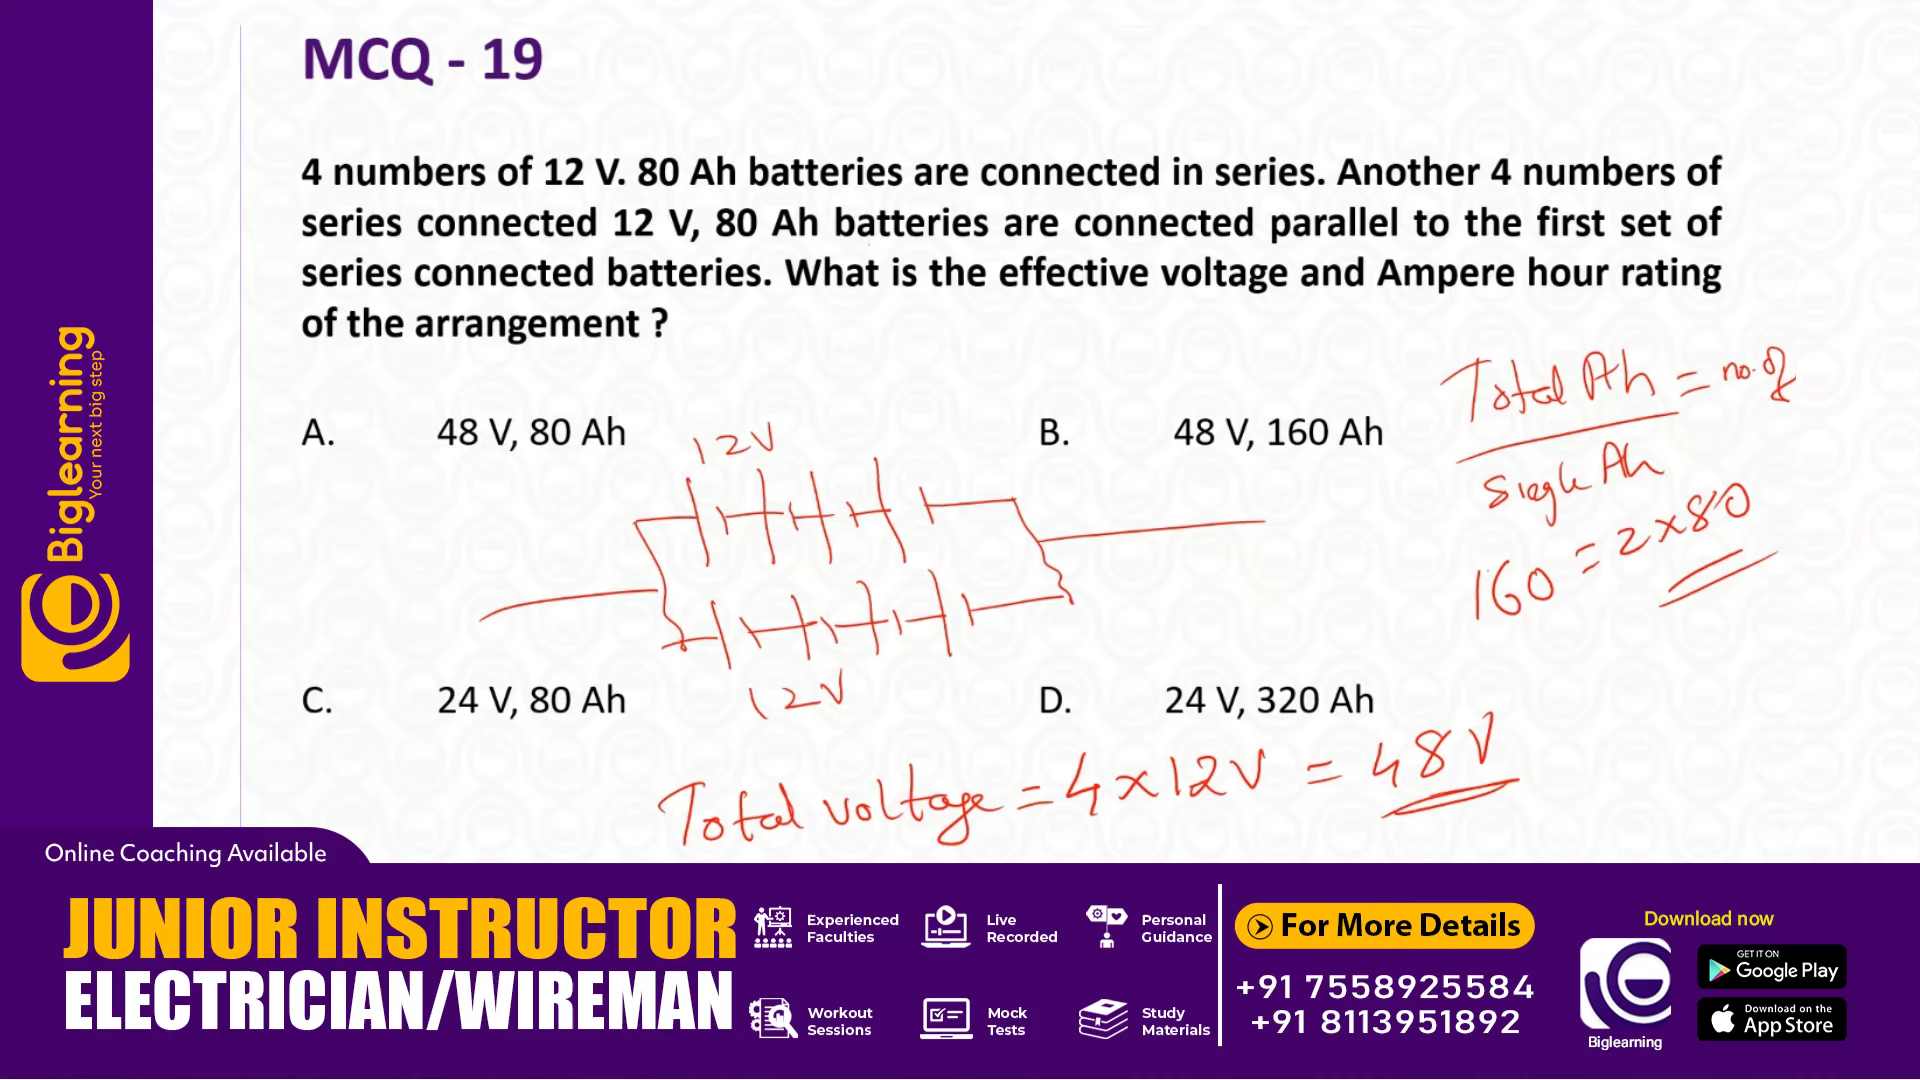 MCQ - 19
4 numbers of 12 V. 80 Ah batteries are connected in series. Another 4 numbers of
series connected 12 V, 80 Ah batteries are connected parallel to the first set of
series connected batteries. What is the effective voltage and Ampere hour rating
of the arrangement ?
A. 48 V, 80 Ah
B. 48 V, 160 Ah
12V
Total Ah = no. of
Single Ah
160 = 2x80
C. 24 V, 80 Ah
D. 24 V, 320 Ah
12V
Total voltage = 4x12V = 48V
Biglearning
Your next big step
Online Coaching Available
JUNIOR INSTRUCTOR
ELECTRICIAN/WIREMAN
Experienced
Faculties
Live
Recorded
Personal
Guidance
Workout
Sessions
Mock
Tests
Study
Materials
For More Details
+91 7558925584
+91 8113951892
Download now
Biglearning
GET IT ON
Google Play
Download on the
App Store